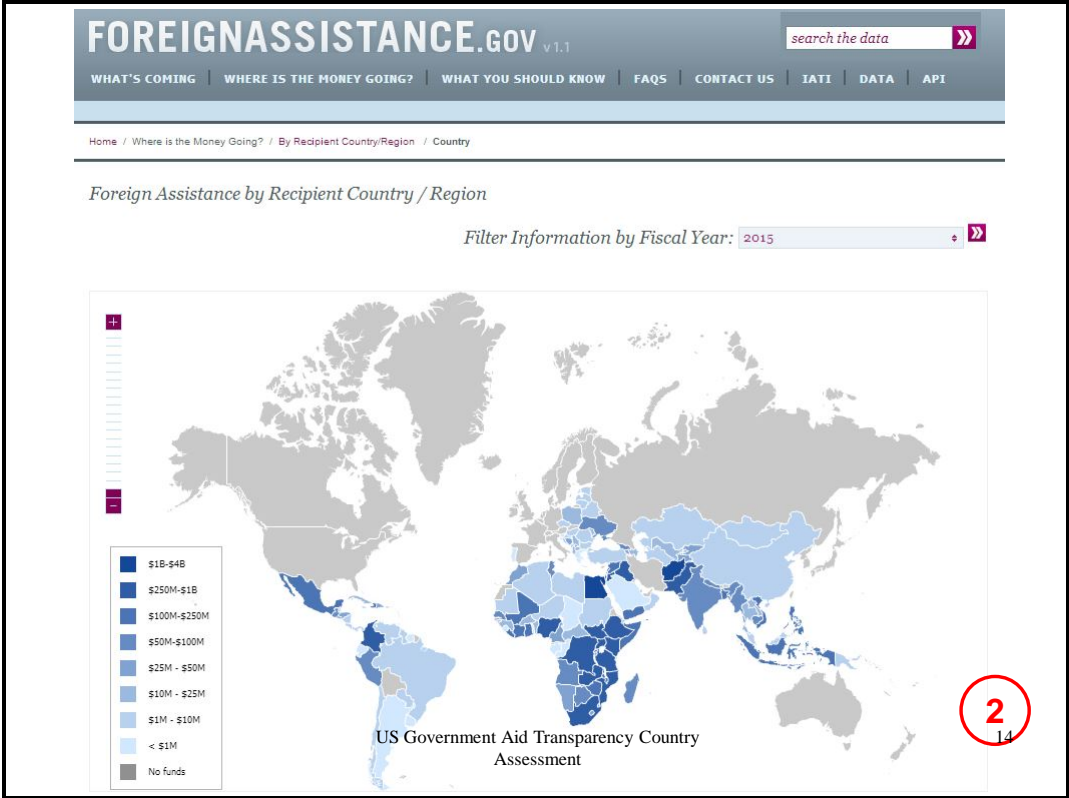 FOREIGNASSISTANCE.GOV v 1.1
search the data
WHAT'S COMING | WHERE IS THE MONEY GOING? | WHAT YOU SHOULD KNOW | FAQS | CONTACT US | IATI | DATA | API
Home / Where is the Money Going? / By Recipient Country/Region / Country
Foreign Assistance by Recipient Country / Region
Filter Information by Fiscal Year: 2015
+
–
$1B-$4B
$250M-$1B
$100M-$250M
$50M-$100M
$25M - $50M
$10M - $25M
$1M - $10M
< $1M
No funds
US Government Aid Transparency Country
Assessment
2
14